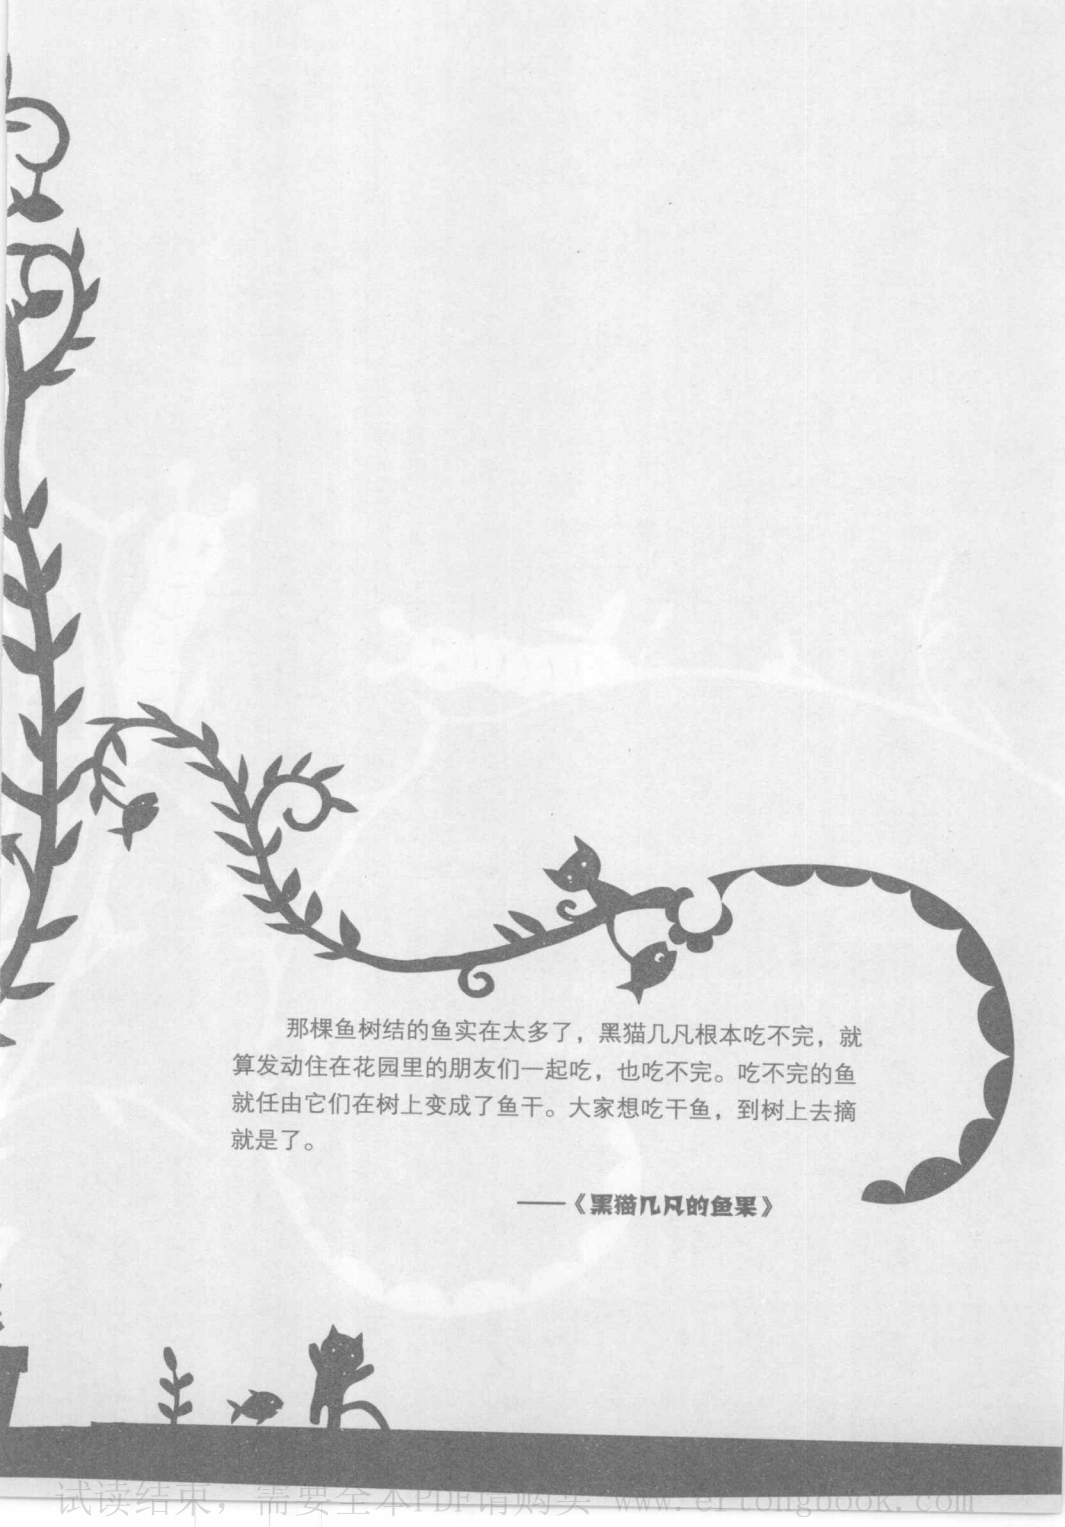 那棵鱼树结的鱼实在太多了，黑猫几凡根本吃不完，就
算发动住在花园里的朋友们一起吃，也吃不完。吃不完的鱼
就任由它们在树上变成了鱼干。大家想吃干鱼，到树上去摘
就是了。
——《黑猫几凡的鱼果》
试读结束，需要全本PDF请购买 www.ertongbook.com